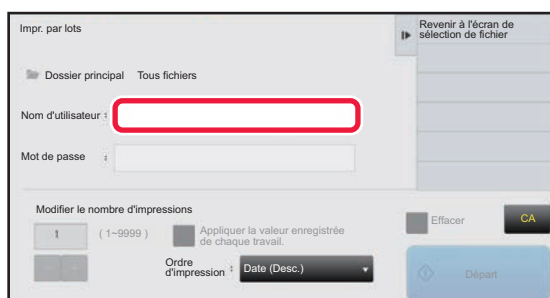 Impr. par lots
Revenir à l'écran de
sélection de fichier
Dossier principal Tous fichiers
Nom d'utilisateur :
Mot de passe :
Modifier le nombre d'impressions
1 ( 1~9999 )
Appliquer la valeur enregistrée
de chaque travail.
Effacer
CA
Ordre
d'impression : Date (Desc.)
Départ